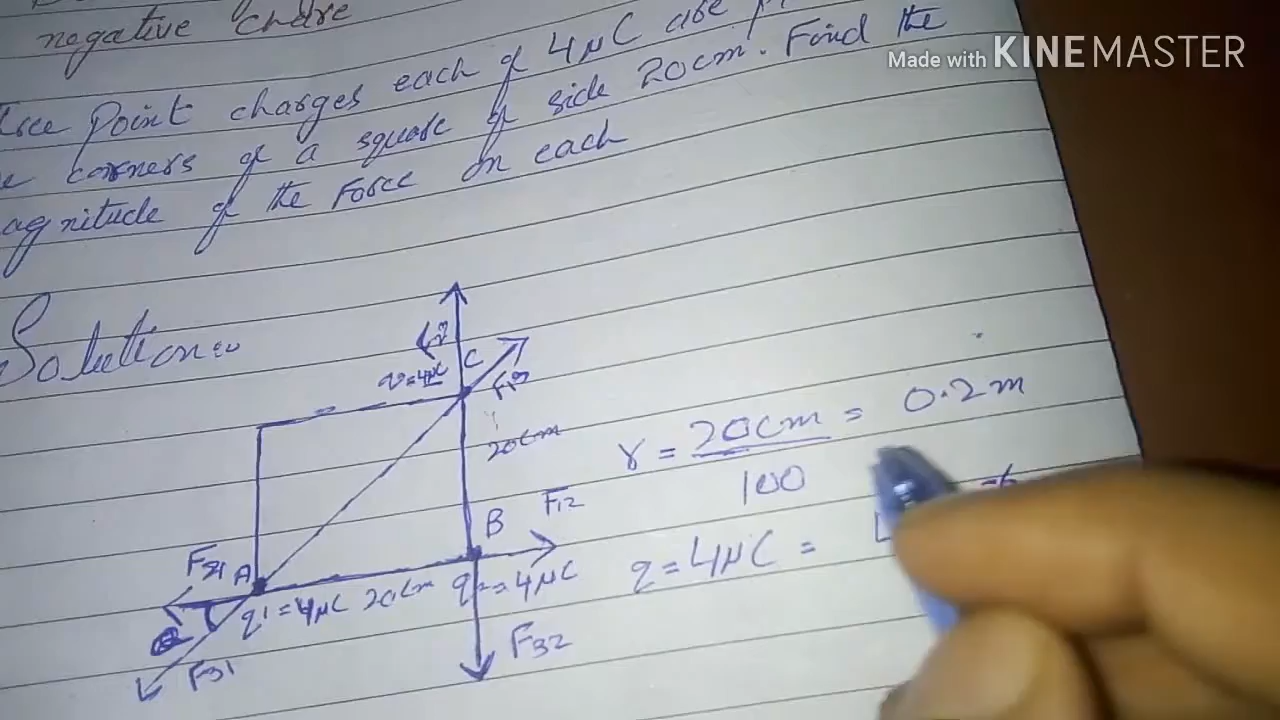 negative charge
Point charges each of 4μC are
corners of a square of side 20cm. Find the
agnitude of the Force on each
Solution:
Made with KINEMASTER
q=4μC
C
20cm
r = 20cm = 0.2m
100
B
F12
q = 4μC =
F21
A
q1=4μC
20cm
q2=4μC
F31
F32